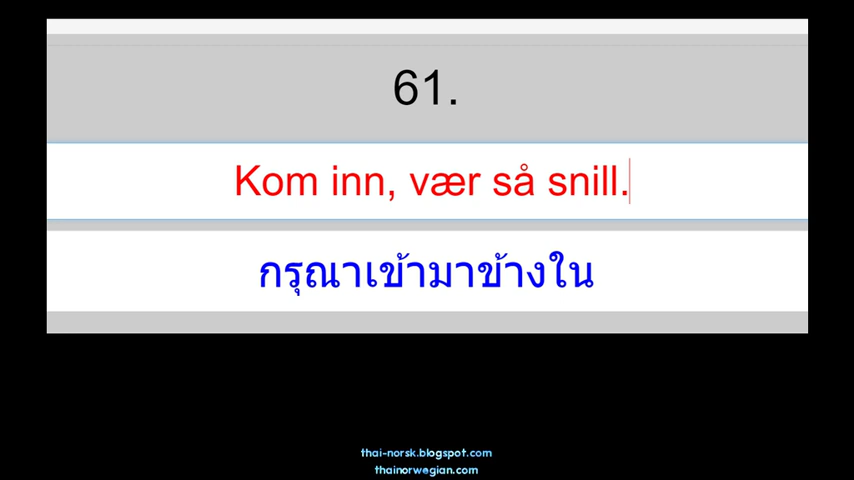 61.
Kom inn, vær så snill.
กรุณาเข้ามาข้างใน
thai-norsk.blogspot.com
thainorwegian.com